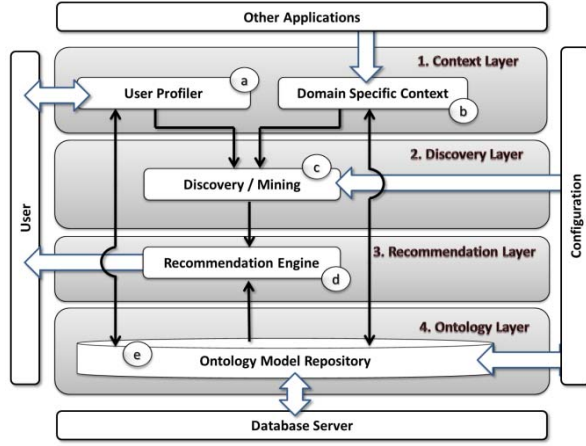 Other Applications
1. Context Layer
a
User Profiler
Domain Specific Context
b
2. Discovery Layer
c
Discovery / Mining
User
Configuration
3. Recommendation Layer
Recommendation Engine
d
4. Ontology Layer
e
Ontology Model Repository
Database Server